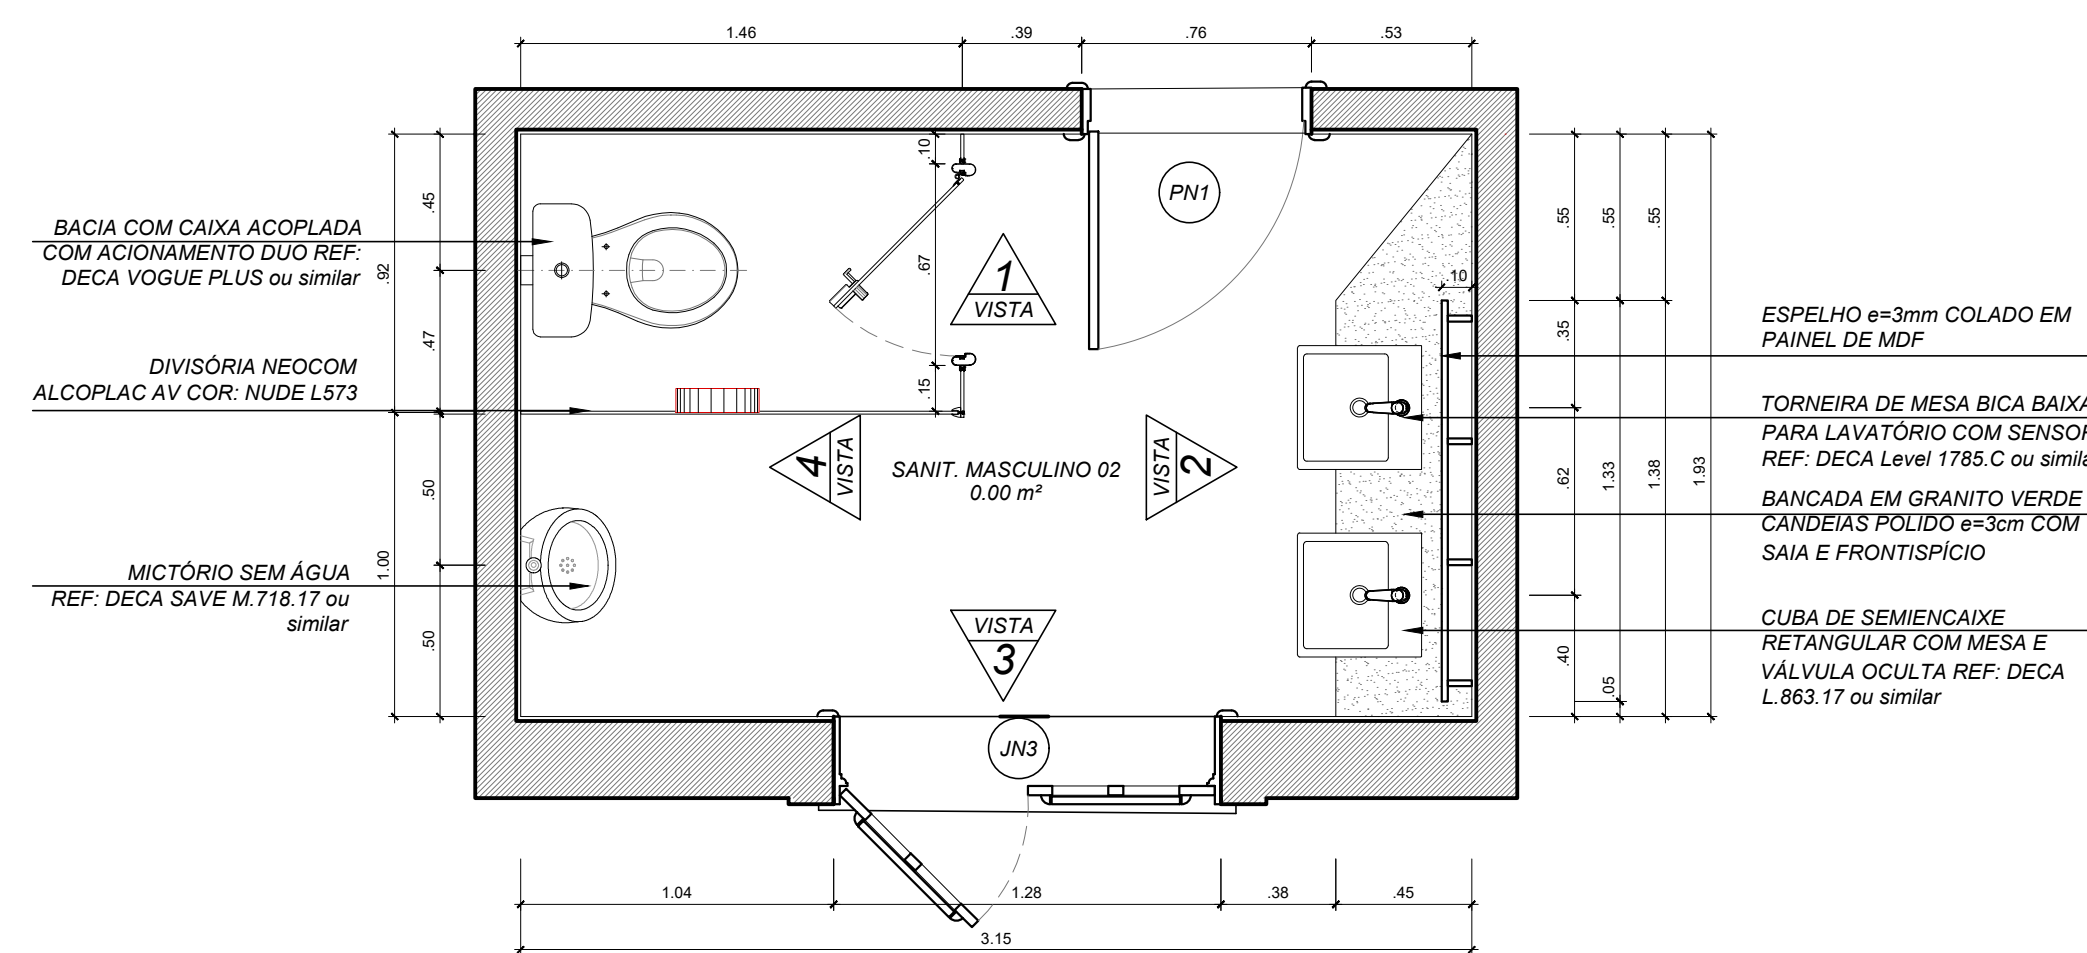 1.46
.39
.76
.53
.10
.45
.92
.47
.67
.15
BACIA COM CAIXA ACOPLADA
COM ACIONAMENTO DUO REF:
DECA VOGUE PLUS ou similar
DIVISÓRIA NEOCOM
ALCOPLAC AV COR: NUDE L573
MICTÓRIO SEM ÁGUA
REF: DECA SAVE M.718.17 ou
similar
.50
1.00
.50
1
VISTA
PN1
4
VISTA
SANIT. MASCULINO 02
0.00 m²
VISTA
2
VISTA
3
JN3
.10
.55
.55
.55
.35
.62
1.33
1.38
1.93
.40
.05
ESPELHO e=3mm COLADO EM
PAINEL DE MDF
TORNEIRA DE MESA BICA BAIXA
PARA LAVATÓRIO COM SENSOR
REF: DECA Level 1785.C ou simila
BANCADA EM GRANITO VERDE
CANDEIAS POLIDO e=3cm COM
SAIA E FRONTISPÍCIO
CUBA DE SEMIENCAIXE
RETANGULAR COM MESA E
VÁLVULA OCULTA REF: DECA
L.863.17 ou similar
1.04
1.28
.38
.45
3.15